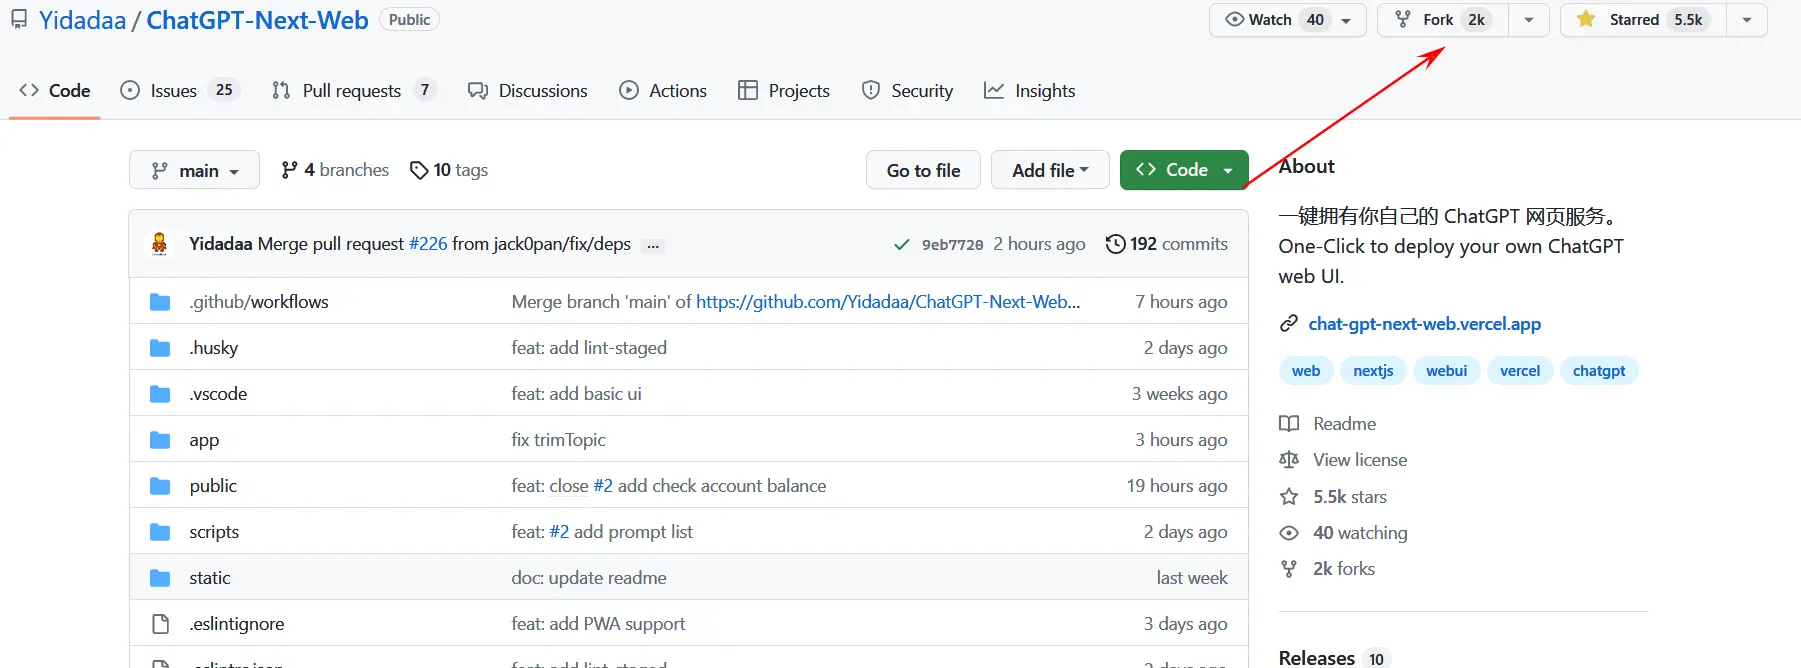 Yidadaa / ChatGPT-Next-Web Public
Watch 40 Fork 2k Starred 5.5k
Code Issues 25 Pull requests 7 Discussions Actions Projects Security Insights
main 4 branches 10 tags Go to file Add file Code
Yidadaa Merge pull request #226 from jack0pan/fix/deps ... 9eb7720 2 hours ago 192 commits
.github/workflows Merge branch 'main' of https://github.com/Yidadaa/ChatGPT-Next-Web... 7 hours ago
.husky feat: add lint-staged 2 days ago
.vscode feat: add basic ui 3 weeks ago
app fix trimTopic 3 hours ago
public feat: close #2 add check account balance 19 hours ago
scripts feat: #2 add prompt list 2 days ago
static doc: update readme last week
.eslintignore feat: add PWA support 3 days ago
About
一键拥有你自己的 ChatGPT 网页服务。
One-Click to deploy your own ChatGPT
web UI.
chat-gpt-next-web.vercel.app
web nextjs webui vercel chatgpt
Readme
View license
5.5k stars
40 watching
2k forks
Releases 10